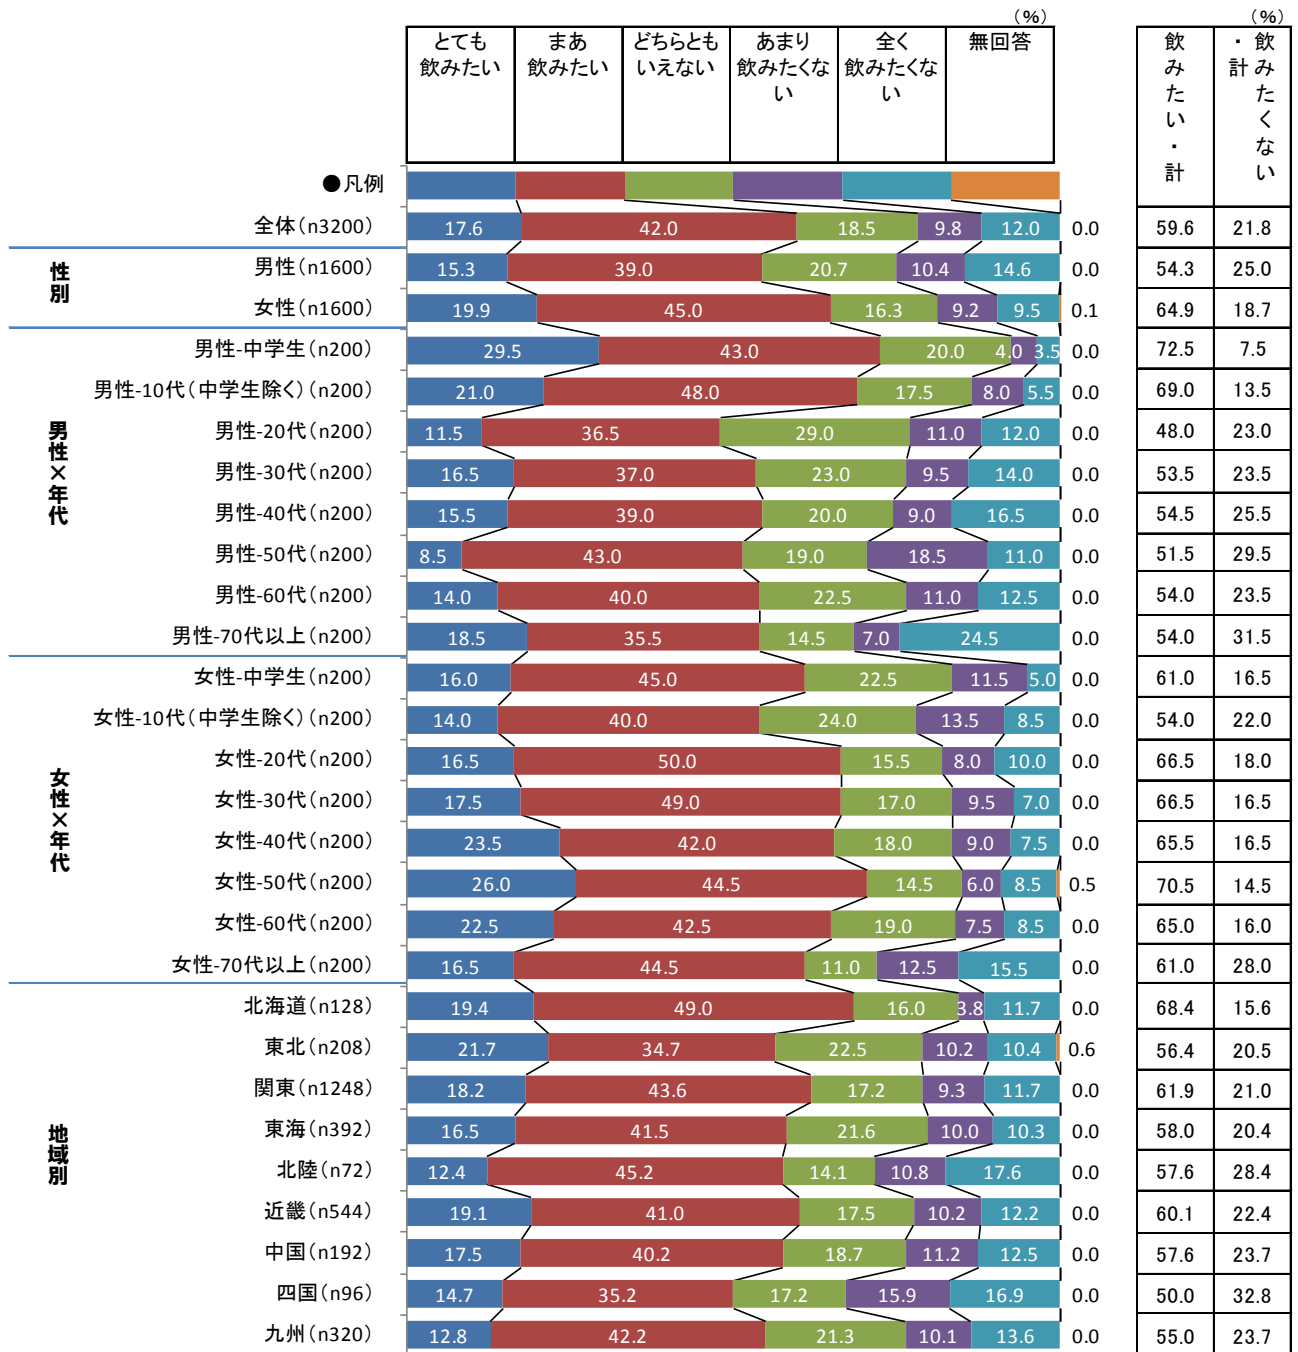 （%）
（%）
とても
飲みたい
まあ
飲みたい
どちらとも
いえない
あまり
飲みたくな
い
全く
飲みたくな
い
無回答
飲みたい・計
飲みたくない
・計
●凡例
全体（n3200） 17.6 42.0 18.5 9.8 12.0 0.0 59.6 21.8
性別
男性（n1600） 15.3 39.0 20.7 10.4 14.6 0.0 54.3 25.0
女性（n1600） 19.9 45.0 16.3 9.2 9.5 0.1 64.9 18.7
男性×年代
男性-中学生（n200） 29.5 43.0 20.0 4.0 3.5 0.0 72.5 7.5
男性-10代（中学生除く）（n200） 21.0 48.0 17.5 8.0 5.5 0.0 69.0 13.5
男性-20代（n200） 11.5 36.5 29.0 11.0 12.0 0.0 48.0 23.0
男性-30代（n200） 16.5 37.0 23.0 9.5 14.0 0.0 53.5 23.5
男性-40代（n200） 15.5 39.0 20.0 9.0 16.5 0.0 54.5 25.5
男性-50代（n200） 8.5 43.0 19.0 18.5 11.0 0.0 51.5 29.5
男性-60代（n200） 14.0 40.0 22.5 11.0 12.5 0.0 54.0 23.5
男性-70代以上（n200） 18.5 35.5 14.5 7.0 24.5 0.0 54.0 31.5
女性×年代
女性-中学生（n200） 16.0 45.0 22.5 11.5 5.0 0.0 61.0 16.5
女性-10代（中学生除く）（n200） 14.0 40.0 24.0 13.5 8.5 0.0 54.0 22.0
女性-20代（n200） 16.5 50.0 15.5 8.0 10.0 0.0 66.5 18.0
女性-30代（n200） 17.5 49.0 17.0 9.5 7.0 0.0 66.5 16.5
女性-40代（n200） 23.5 42.0 18.0 9.0 7.5 0.0 65.5 16.5
女性-50代（n200） 26.0 44.5 14.5 6.0 8.5 0.5 70.5 14.5
女性-60代（n200） 22.5 42.5 19.0 7.5 8.5 0.0 65.0 16.0
女性-70代以上（n200） 16.5 44.5 11.0 12.5 15.5 0.0 61.0 28.0
地域別
北海道（n128） 19.4 49.0 16.0 3.8 11.7 0.0 68.4 15.6
東北（n208） 21.7 34.7 22.5 10.2 10.4 0.6 56.4 20.5
関東（n1248） 18.2 43.6 17.2 9.3 11.7 0.0 61.9 21.0
東海（n392） 16.5 41.5 21.6 10.0 10.3 0.0 58.0 20.4
北陸（n72） 12.4 45.2 14.1 10.8 17.6 0.0 57.6 28.4
近畿（n544） 19.1 41.0 17.5 10.2 12.2 0.0 60.1 22.4
中国（n192） 17.5 40.2 18.7 11.2 12.5 0.0 57.6 23.7
四国（n96） 14.7 35.2 17.2 15.9 16.9 0.0 50.0 32.8
九州（n320） 12.8 42.2 21.3 10.1 13.6 0.0 55.0 23.7